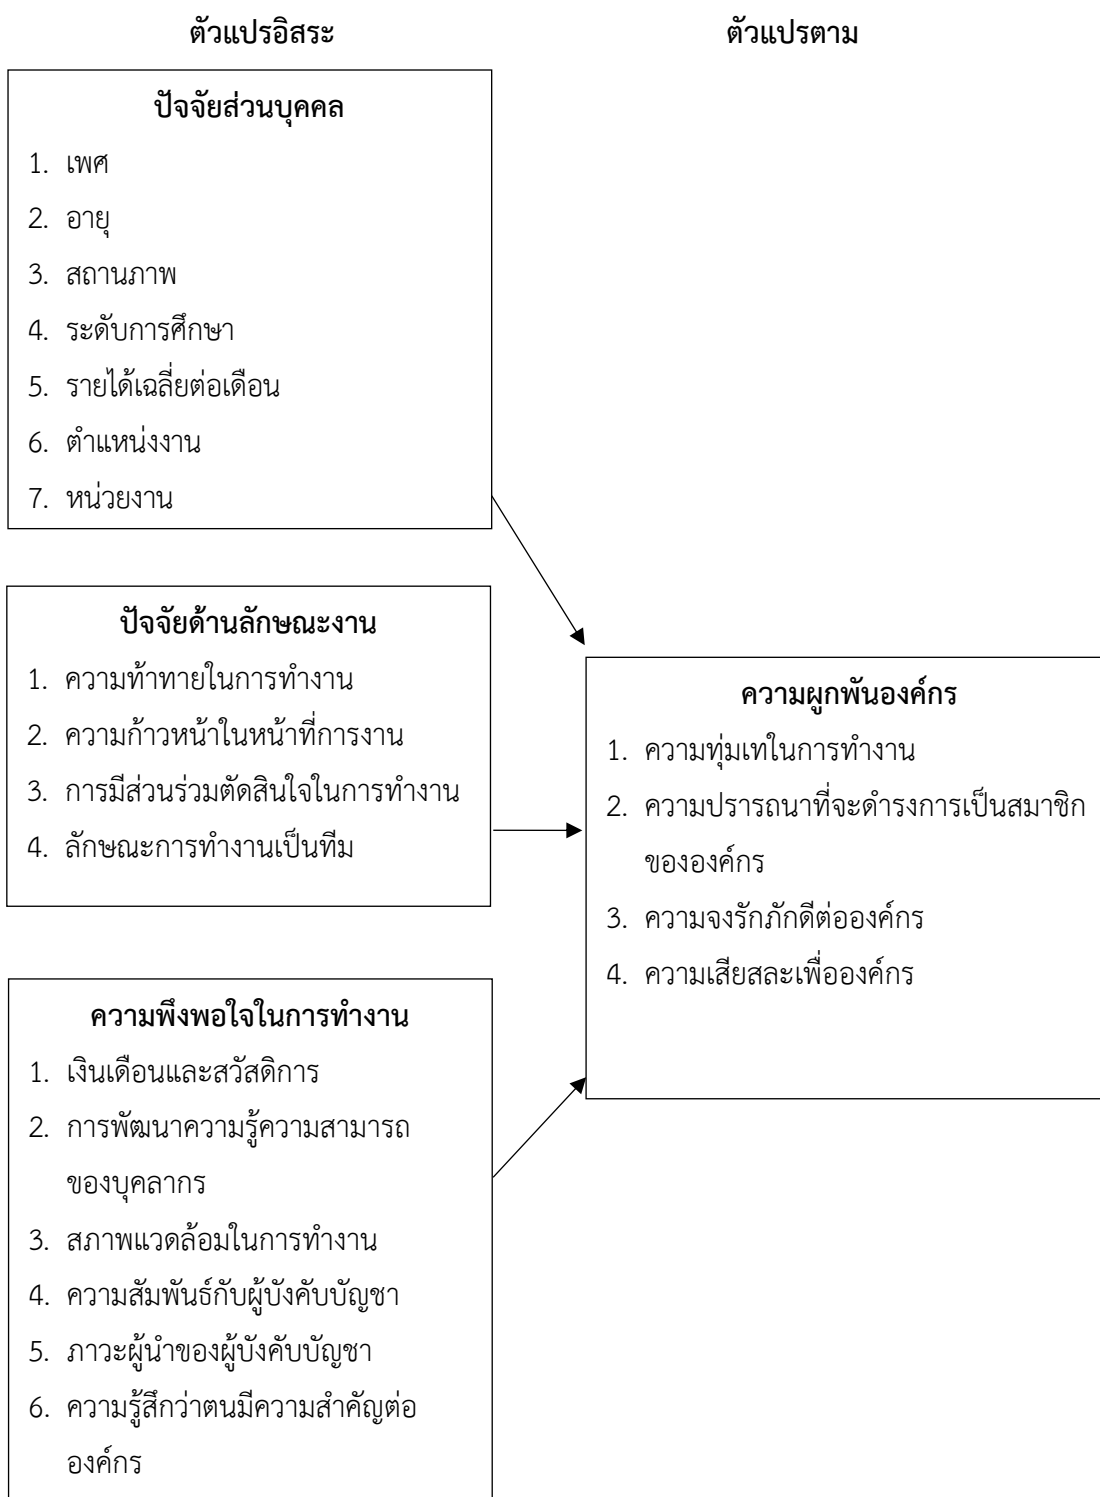 ตัวแปรอิสระ
ตัวแปรตาม
ปัจจัยส่วนบุคคล
1. เพศ
2. อายุ
3. สถานภาพ
4. ระดับการศึกษา
5. รายได้เฉลี่ยต่อเดือน
6. ตำแหน่งงาน
7. หน่วยงาน
ปัจจัยด้านลักษณะงาน
1. ความท้าทายในการทำงาน
2. ความก้าวหน้าในหน้าที่การงาน
3. การมีส่วนร่วมตัดสินใจในการทำงาน
4. ลักษณะการทำงานเป็นทีม
ความพึงพอใจในการทำงาน
1. เงินเดือนและสวัสดิการ
2. การพัฒนาความรู้ความสามารถ
ของบุคลากร
3. สภาพแวดล้อมในการทำงาน
4. ความสัมพันธ์กับผู้บังคับบัญชา
5. ภาวะผู้นำของผู้บังคับบัญชา
6. ความรู้สึกว่าตนมีความสำคัญต่อ
องค์กร
ความผูกพันองค์กร
1. ความทุ่มเทในการทำงาน
2. ความปรารถนาที่จะดำรงการเป็นสมาชิก
ขององค์กร
3. ความจงรักภักดีต่อองค์กร
4. ความเสียสละเพื่อองค์กร